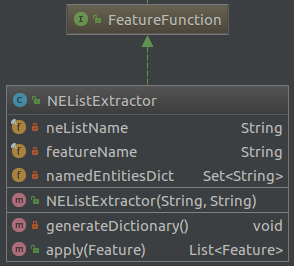 I FeatureFunction
C NEListExtractor
f neListName String
f featureName String
f namedEntitiesDict Set<String>
m NEListExtractor(String, String)
m generateDictionary() void
m apply(Feature) List<Feature>